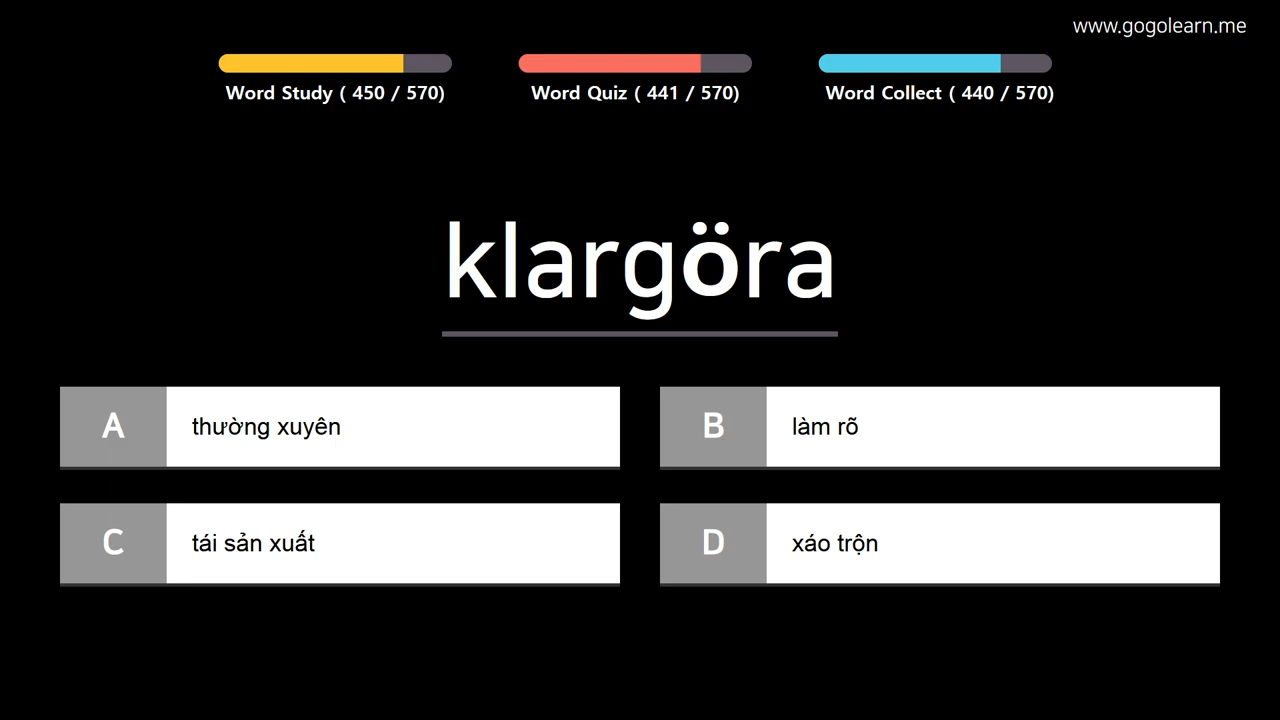 www.gogolearn.me
Word Study ( 450 / 570)
Word Quiz ( 441 / 570)
Word Collect ( 440 / 570)
klargöra
A thường xuyên
B làm rõ
C tái sản xuất
D xáo trộn